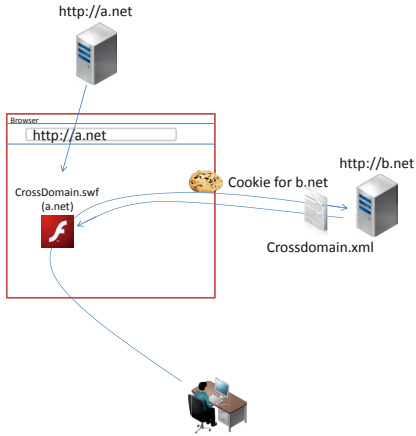 http://a.net
Browser
http://a.net
http://b.net
Cookie for b.net
CrossDomain.swf
(a.net)
Crossdomain.xml